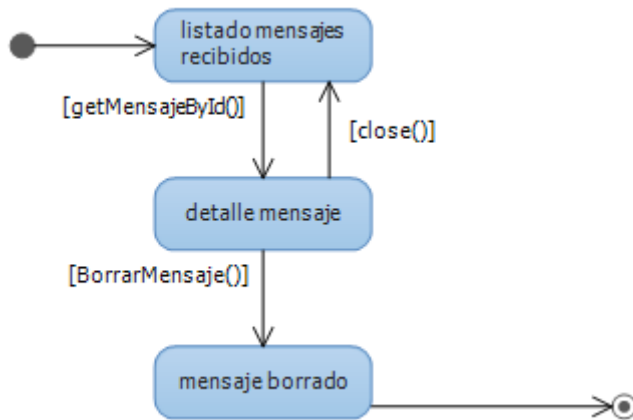 listado mensajes
recibidos
[getMensajeById()]
[close()]
detalle mensaje
[BorrarMensaje()]
mensaje borrado